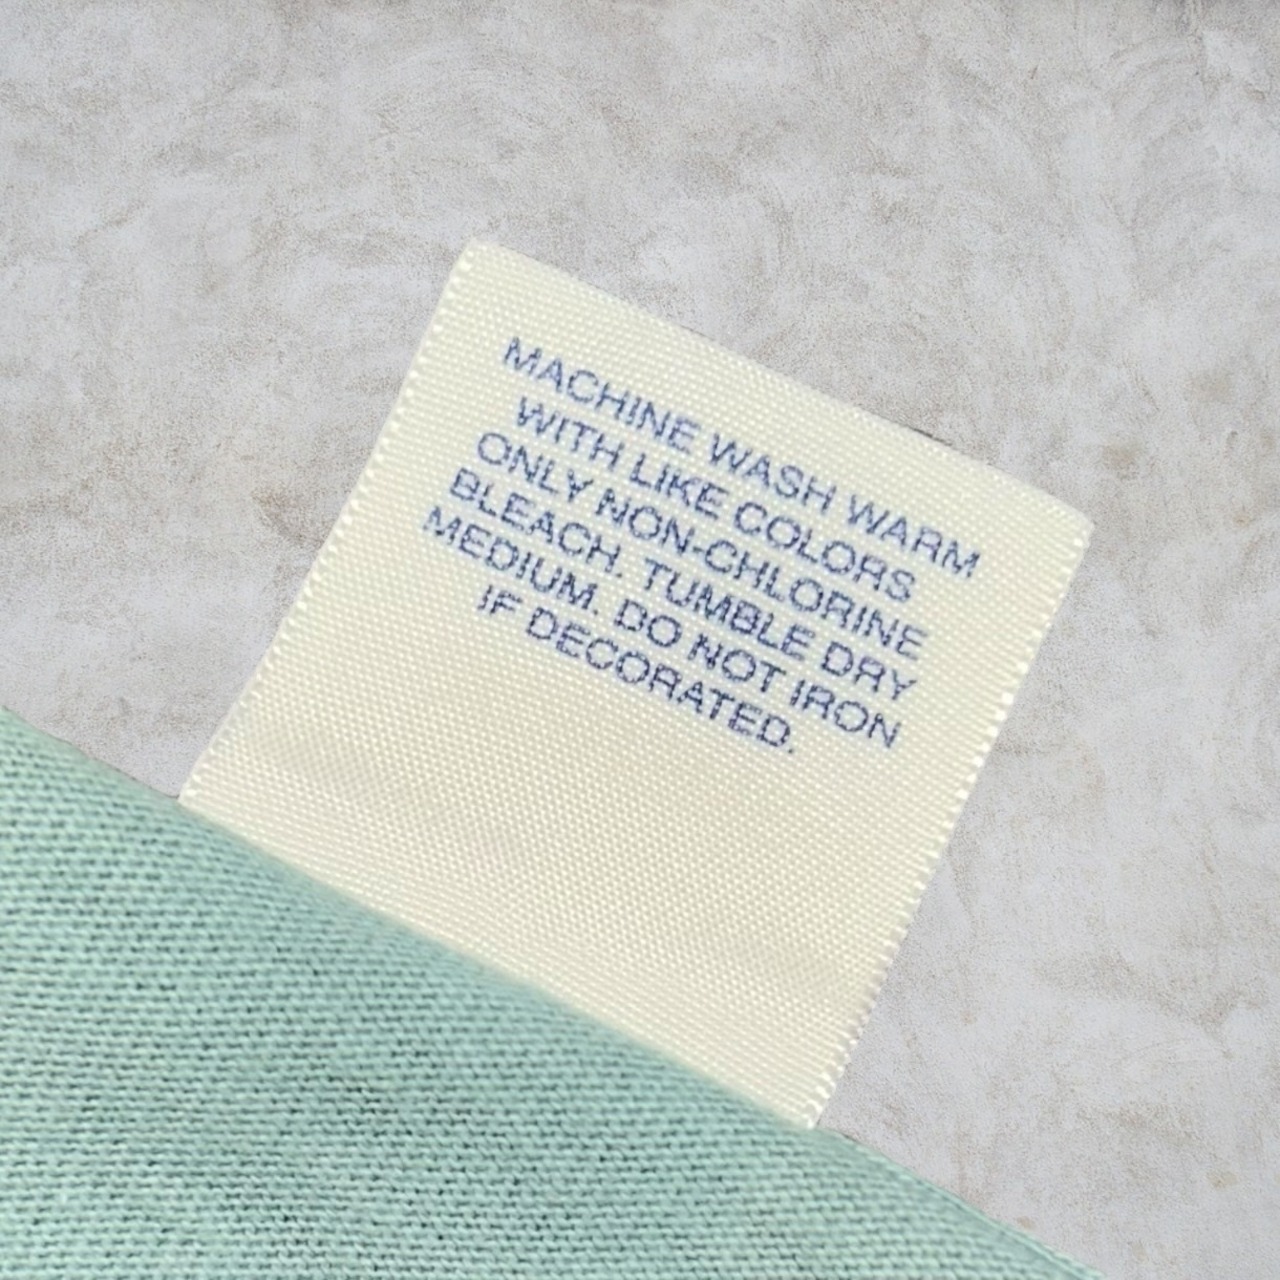 MACHINE WASH WARM
WITH LIKE COLORS
ONLY NON-CHLORINE
BLEACH. TUMBLE DRY
MEDIUM. DO NOT IRON
IF DECORATED.